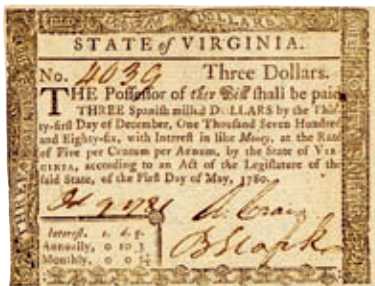 DOLLARS
STATE of VIRGINIA.
No. 4039 Three Dollars.
THE Possessor of this Bill shall be paid
THREE Spanish milled DOLLARS by the Thir-
ty-first Day of December, One Thousand Seven Hundred
and Eighty-six, with Interest in like Money, at the Rate
of Five per Centum per Annum, by the State of VIR-
GINIA, according to an Act of the Legislature of the
said State, of the First Day of May, 1780.
Interest. s. d. q.
Annually, 0 10 3
Monthly, 0 0